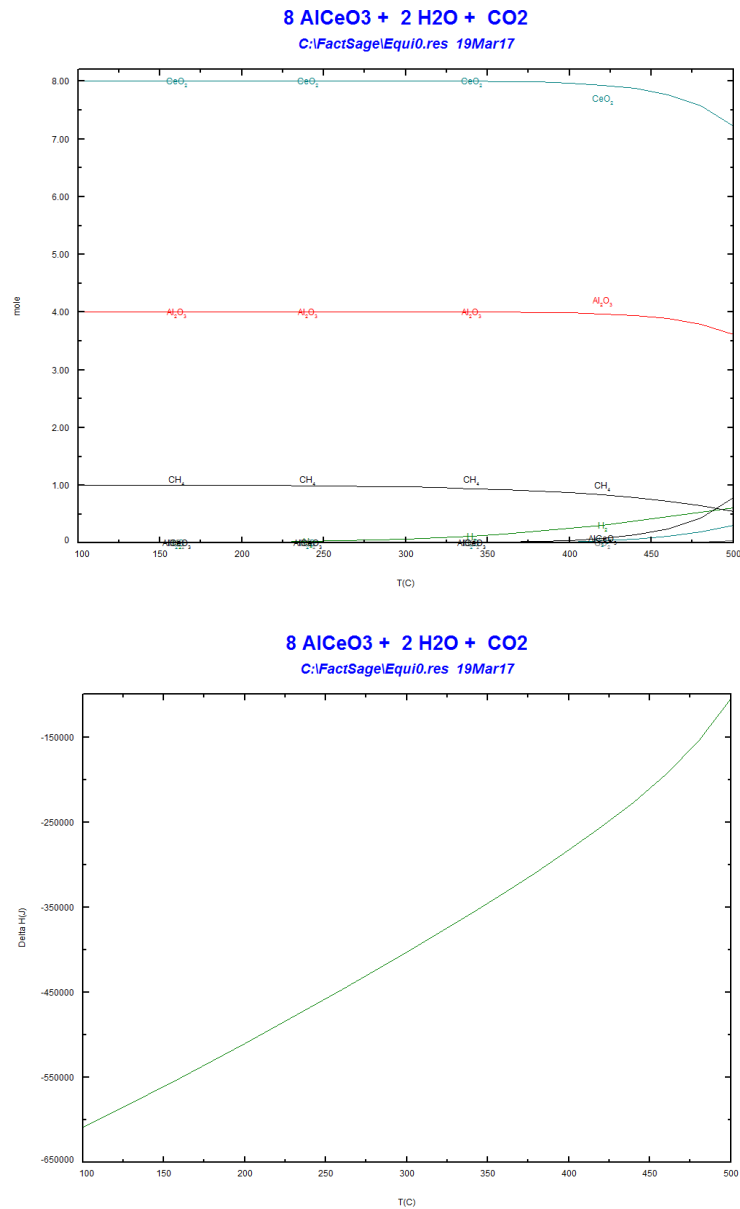 8 AlCeO3 + 2 H2O + CO2
C:\FactSage\Equi0.res 19Mar17
8.00
CeO₂ CeO₂ CeO₂ CeO₂
7.00
6.00
5.00
mole
4.00
Al₂O₃ Al₂O₃ Al₂O₃ Al₂O₃
3.00
2.00
1.00
CH₄ CH₄ CH₄ CH₄
H₂
0
100 150 200 250 300 350 400 450 500
T(C)
8 AlCeO3 + 2 H2O + CO2
C:\FactSage\Equi0.res 19Mar17
-150000
-250000
-350000
Delta H(J)
-450000
-550000
-650000
100 150 200 250 300 350 400 450 500
T(C)